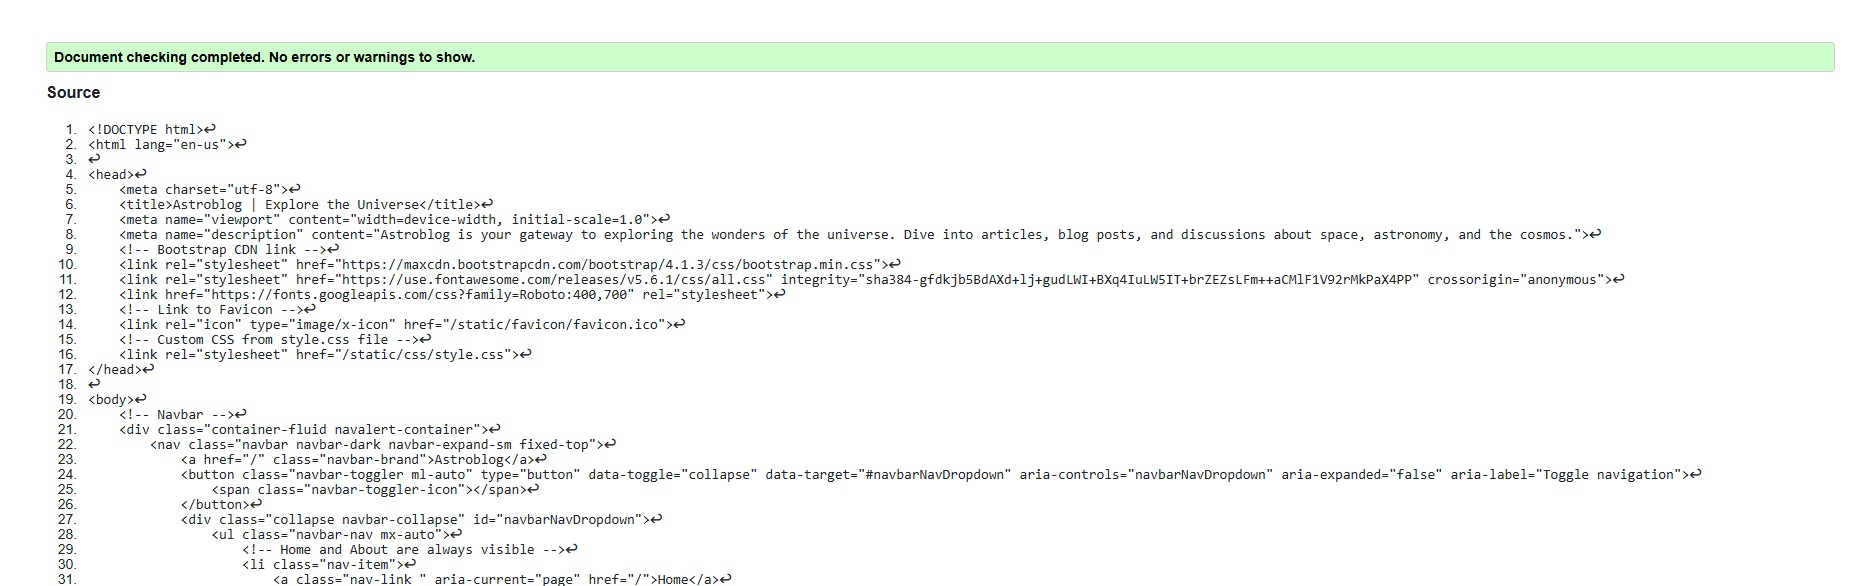 Document checking completed. No errors or warnings to show.
Source
1. <!DOCTYPE html>↩
2. <html lang="en-us">↩
3. ↩
4. <head>↩
5.     <meta charset="utf-8">↩
6.     <title>Astroblog | Explore the Universe</title>↩
7.     <meta name="viewport" content="width=device-width, initial-scale=1.0">↩
8.     <meta name="description" content="Astroblog is your gateway to exploring the wonders of the universe. Dive into articles, blog posts, and discussions about space, astronomy, and the cosmos.">↩
9.     <!-- Bootstrap CDN link -->↩
10.     <link rel="stylesheet" href="https://maxcdn.bootstrapcdn.com/bootstrap/4.1.3/css/bootstrap.min.css">↩
11.     <link rel="stylesheet" href="https://use.fontawesome.com/releases/v5.6.1/css/all.css" integrity="sha384-gfdkjb5BdAXd+lj+gudLWI+BXq4IuLW5IT+brZEZsLFm++aCMlF1V92rMkPaX4PP" crossorigin="anonymous">↩
12.     <link href="https://fonts.googleapis.com/css?family=Roboto:400,700" rel="stylesheet">↩
13.     <!-- Link to Favicon -->↩
14.     <link rel="icon" type="image/x-icon" href="/static/favicon/favicon.ico">↩
15.     <!-- Custom CSS from style.css file -->↩
16.     <link rel="stylesheet" href="/static/css/style.css">↩
17. </head>↩
18. ↩
19. <body>↩
20.     <!-- Navbar -->↩
21.     <div class="container-fluid navalert-container">↩
22.         <nav class="navbar navbar-dark navbar-expand-sm fixed-top">↩
23.             <a href="/" class="navbar-brand">Astroblog</a>↩
24.             <button class="navbar-toggler ml-auto" type="button" data-toggle="collapse" data-target="#navbarNavDropdown" aria-controls="navbarNavDropdown" aria-expanded="false" aria-label="Toggle navigation">↩
25.                 <span class="navbar-toggler-icon"></span>↩
26.             </button>↩
27.             <div class="collapse navbar-collapse" id="navbarNavDropdown">↩
28.                 <ul class="navbar-nav mx-auto">↩
29.                     <!-- Home and About are always visible -->↩
30.                     <li class="nav-item">↩
31.                         <a class="nav-link " aria-current="page" href="/">Home</a>↩